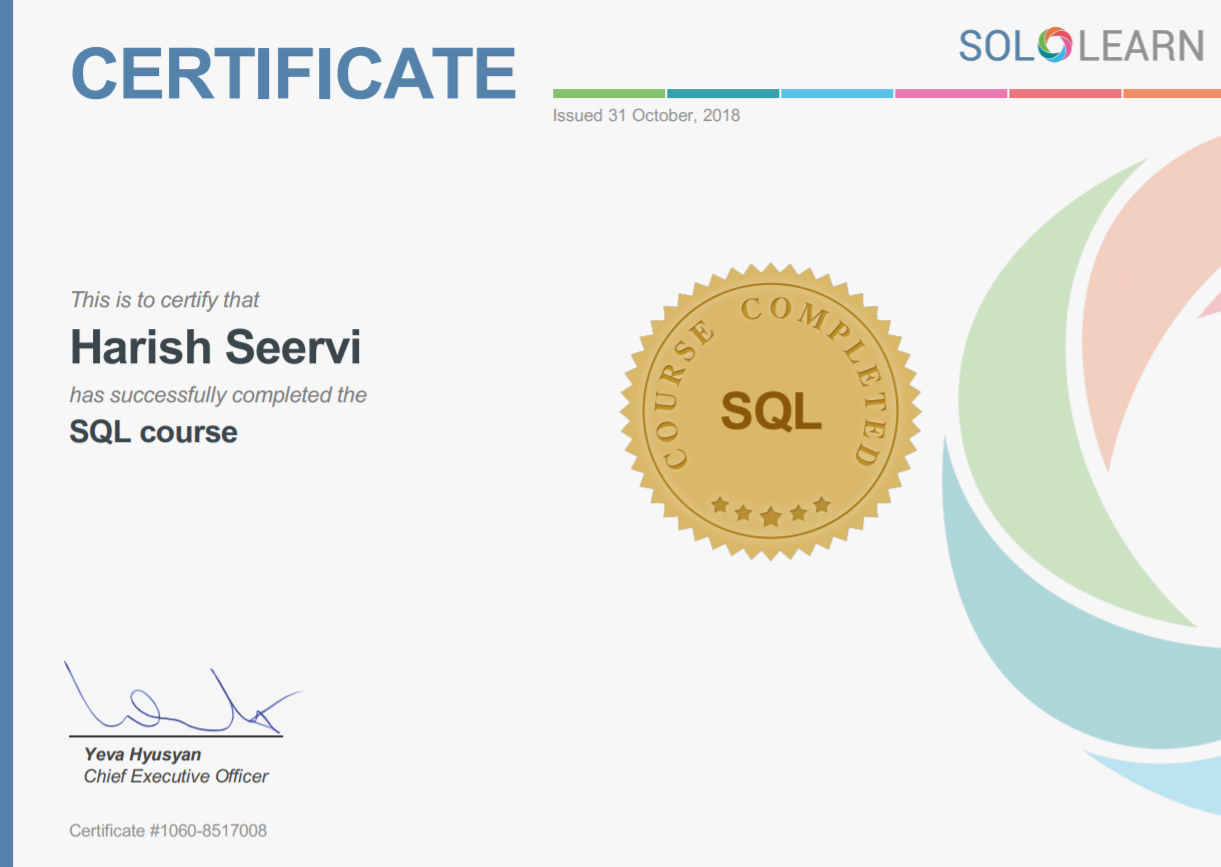 CERTIFICATE
SOLOLEARN
Issued 31 October, 2018
This is to certify that
Harish Seervi
has successfully completed the
SQL course
COURSE COMPLETED
SQL
Yeva Hyusyan
Chief Executive Officer
Certificate #1060-8517008